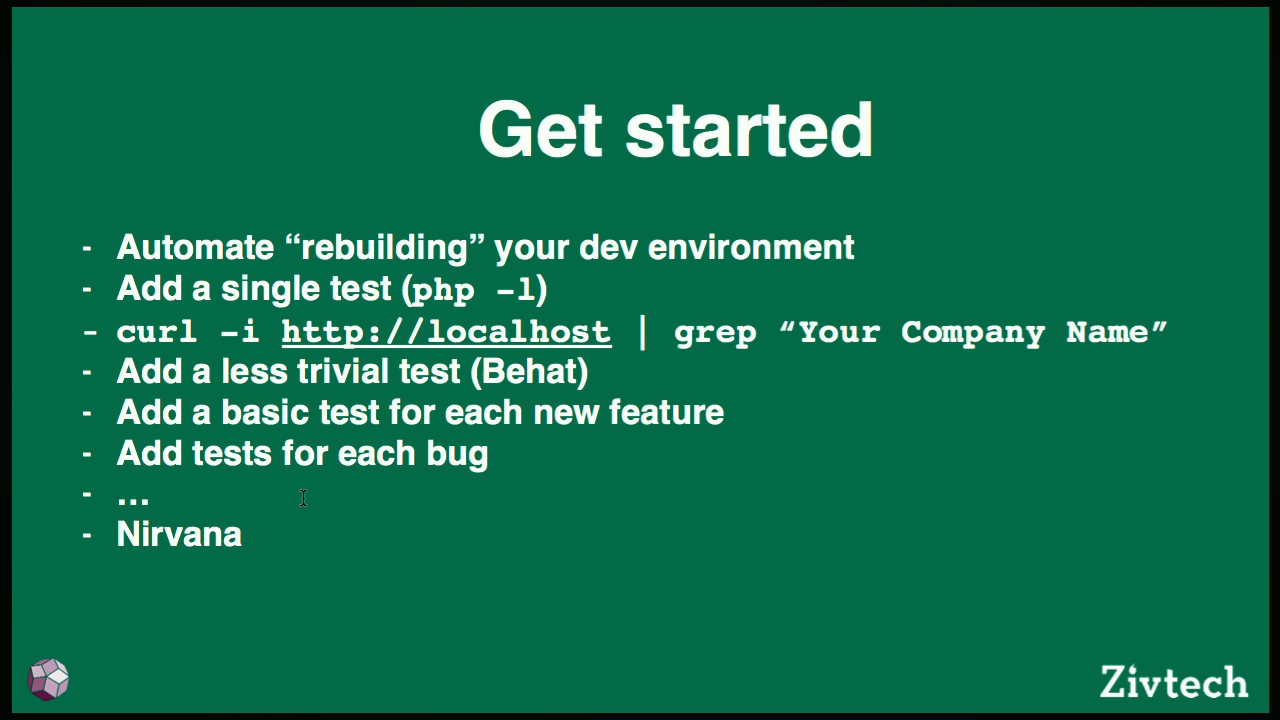 Get started
- Automate “rebuilding” your dev environment
- Add a single test (php -l)
- curl -i http://localhost | grep “Your Company Name”
- Add a less trivial test (Behat)
- Add a basic test for each new feature
- Add tests for each bug
- ...
- Nirvana
Zivtech